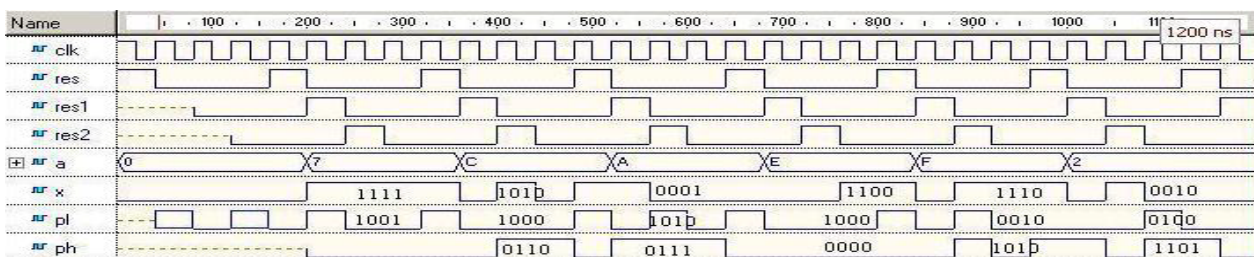 Name 100 200 300 400 500 600 700 800 900 1000 11
1200 ns
clk
res
res1
res2
a 0 7 C A E F 2
x 1111 1010 0001 1100 1110 0010
pl 1001 1000 1010 1000 0010 0100
ph 0110 0111 0000 1010 1101